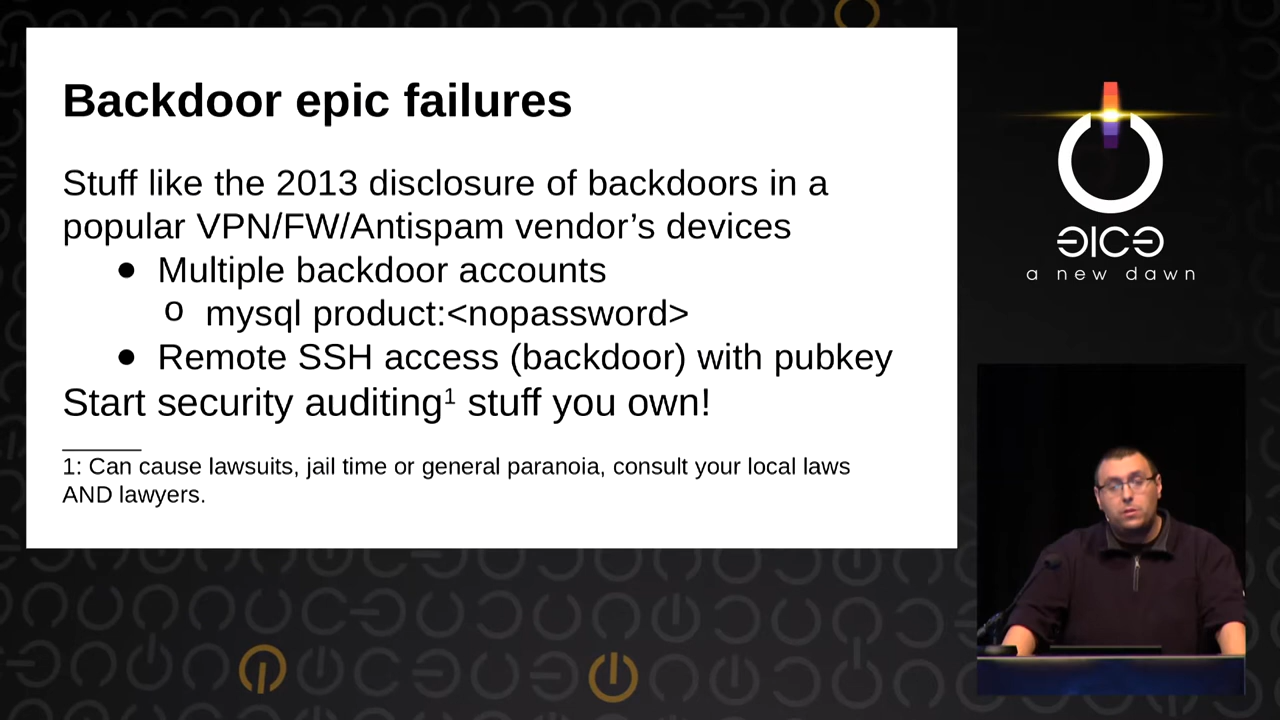 Backdoor epic failures
Stuff like the 2013 disclosure of backdoors in a
popular VPN/FW/Antispam vendor’s devices
● Multiple backdoor accounts
o mysql product:<nopassword>
● Remote SSH access (backdoor) with pubkey
Start security auditing¹ stuff you own!
1: Can cause lawsuits, jail time or general paranoia, consult your local laws
AND lawyers.
a new dawn